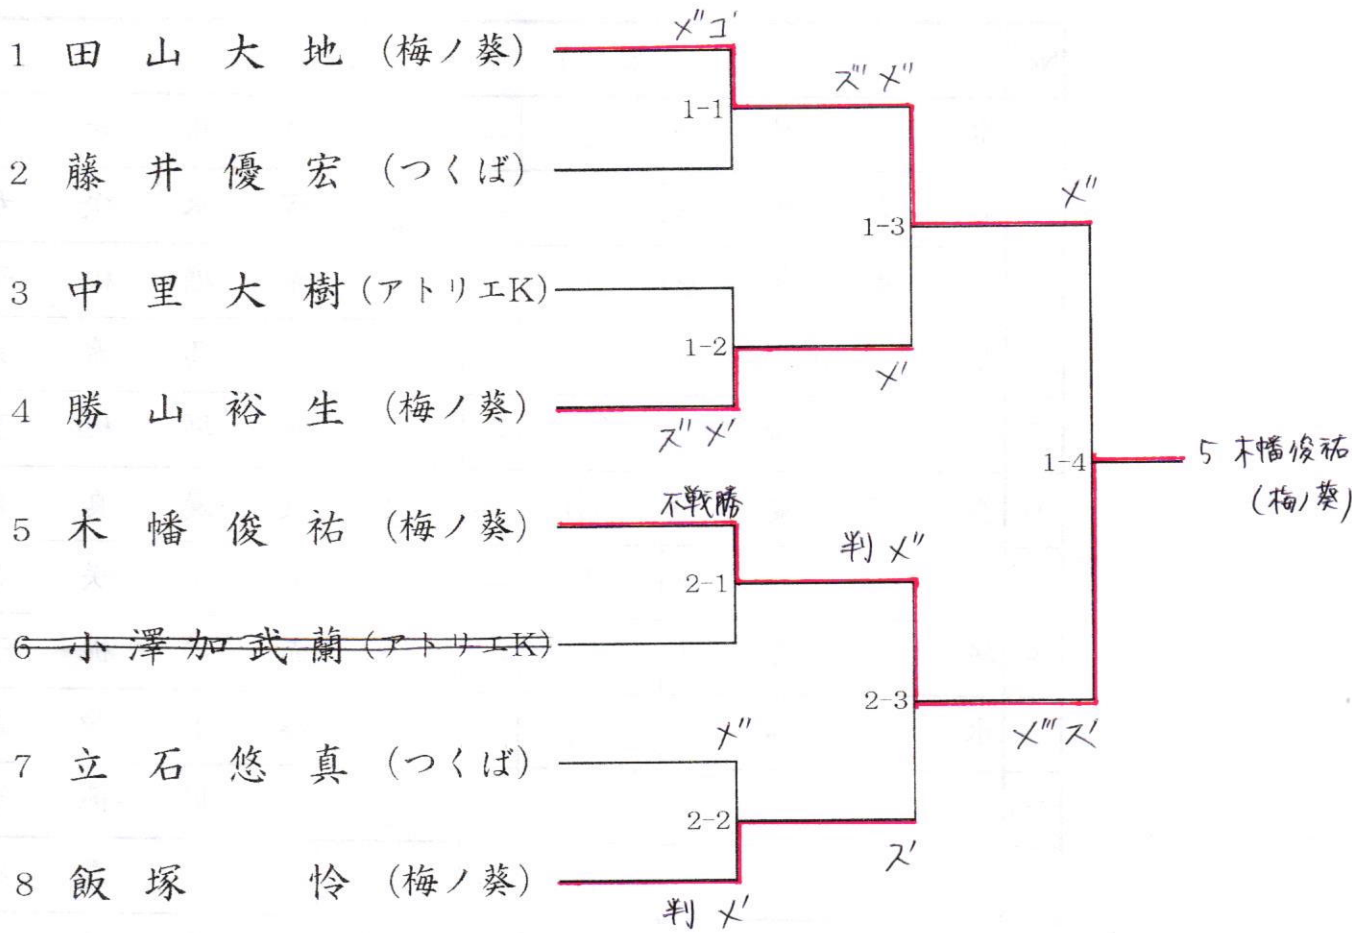 メ''コ'
1 田山大地 (梅ノ葵)
ズ''メ''
1-1
2 藤井優宏 (つくば)
メ''
1-3
3 中里大樹 (アトリエK)
1-2
メ'
4 勝山裕生 (梅ノ葵)
ズ''メ'
1-4
5 木幡俊祐
(梅ノ葵)
不戦勝
5 木幡俊祐 (梅ノ葵)
判 メ''
2-1
6 小澤加武蘭 (アトリエK)
2-3
メ'''ズ'
メ''
7 立石悠真 (つくば)
2-2
ズ'
8 飯塚 怜 (梅ノ葵)
判 メ'